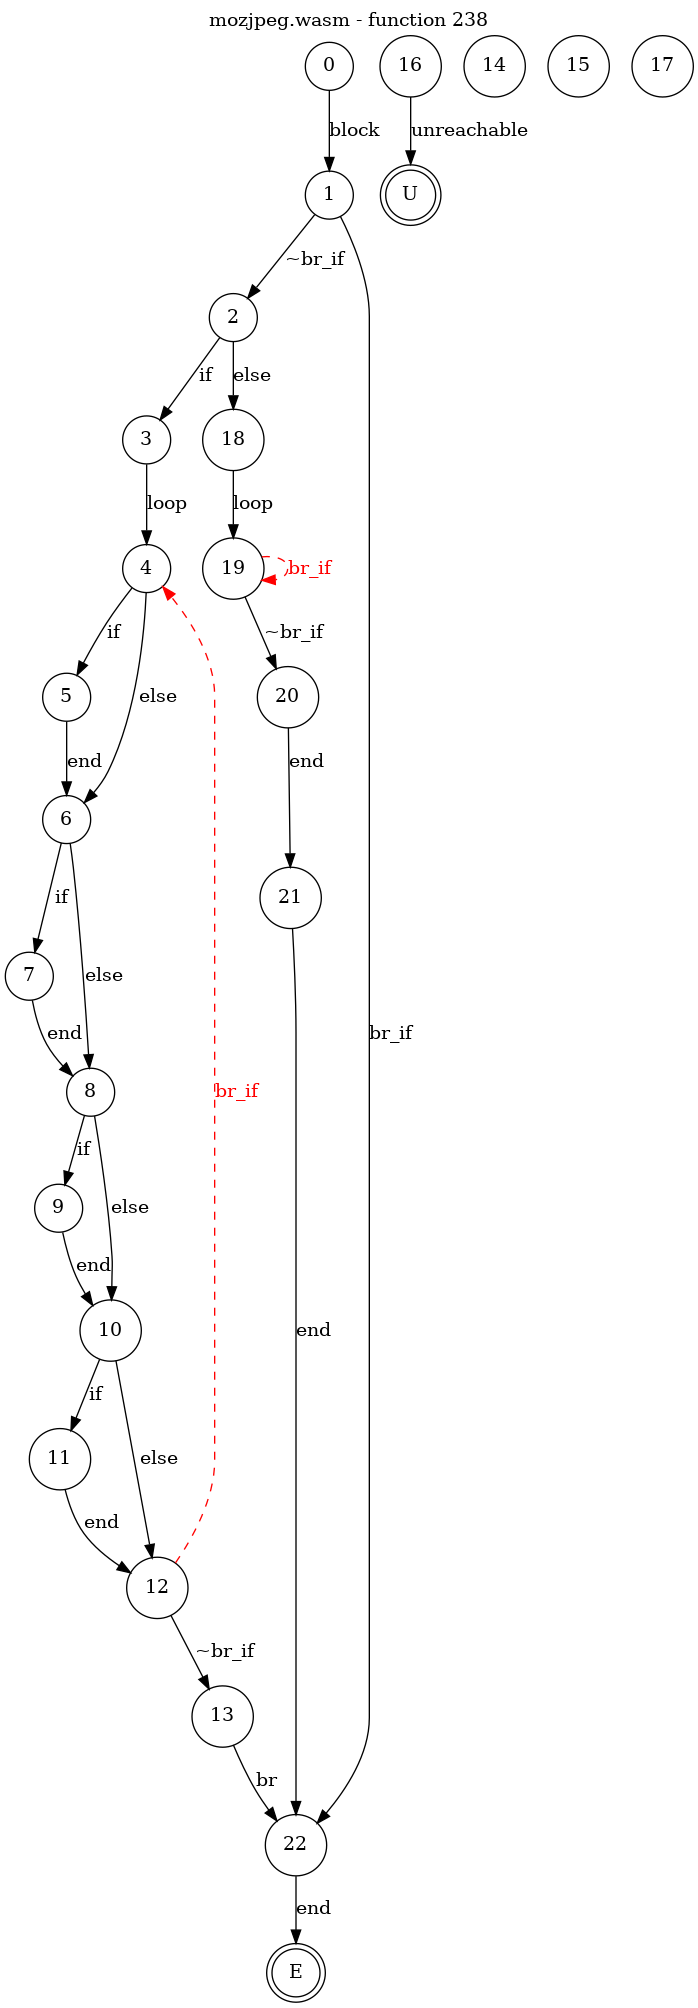 mozjpeg.wasm - function 238
0 16 14 15 17
block unreachable
1 U
~br_if
2
if else
3 18
loop loop
4 19 br_if
if ~br_if
5 else 20
end end
6
if 21
7 else
end br_if
8 br_if
if
9 else
end
10 end
if
11 else
end
12
~br_if
13
br
22
end
E